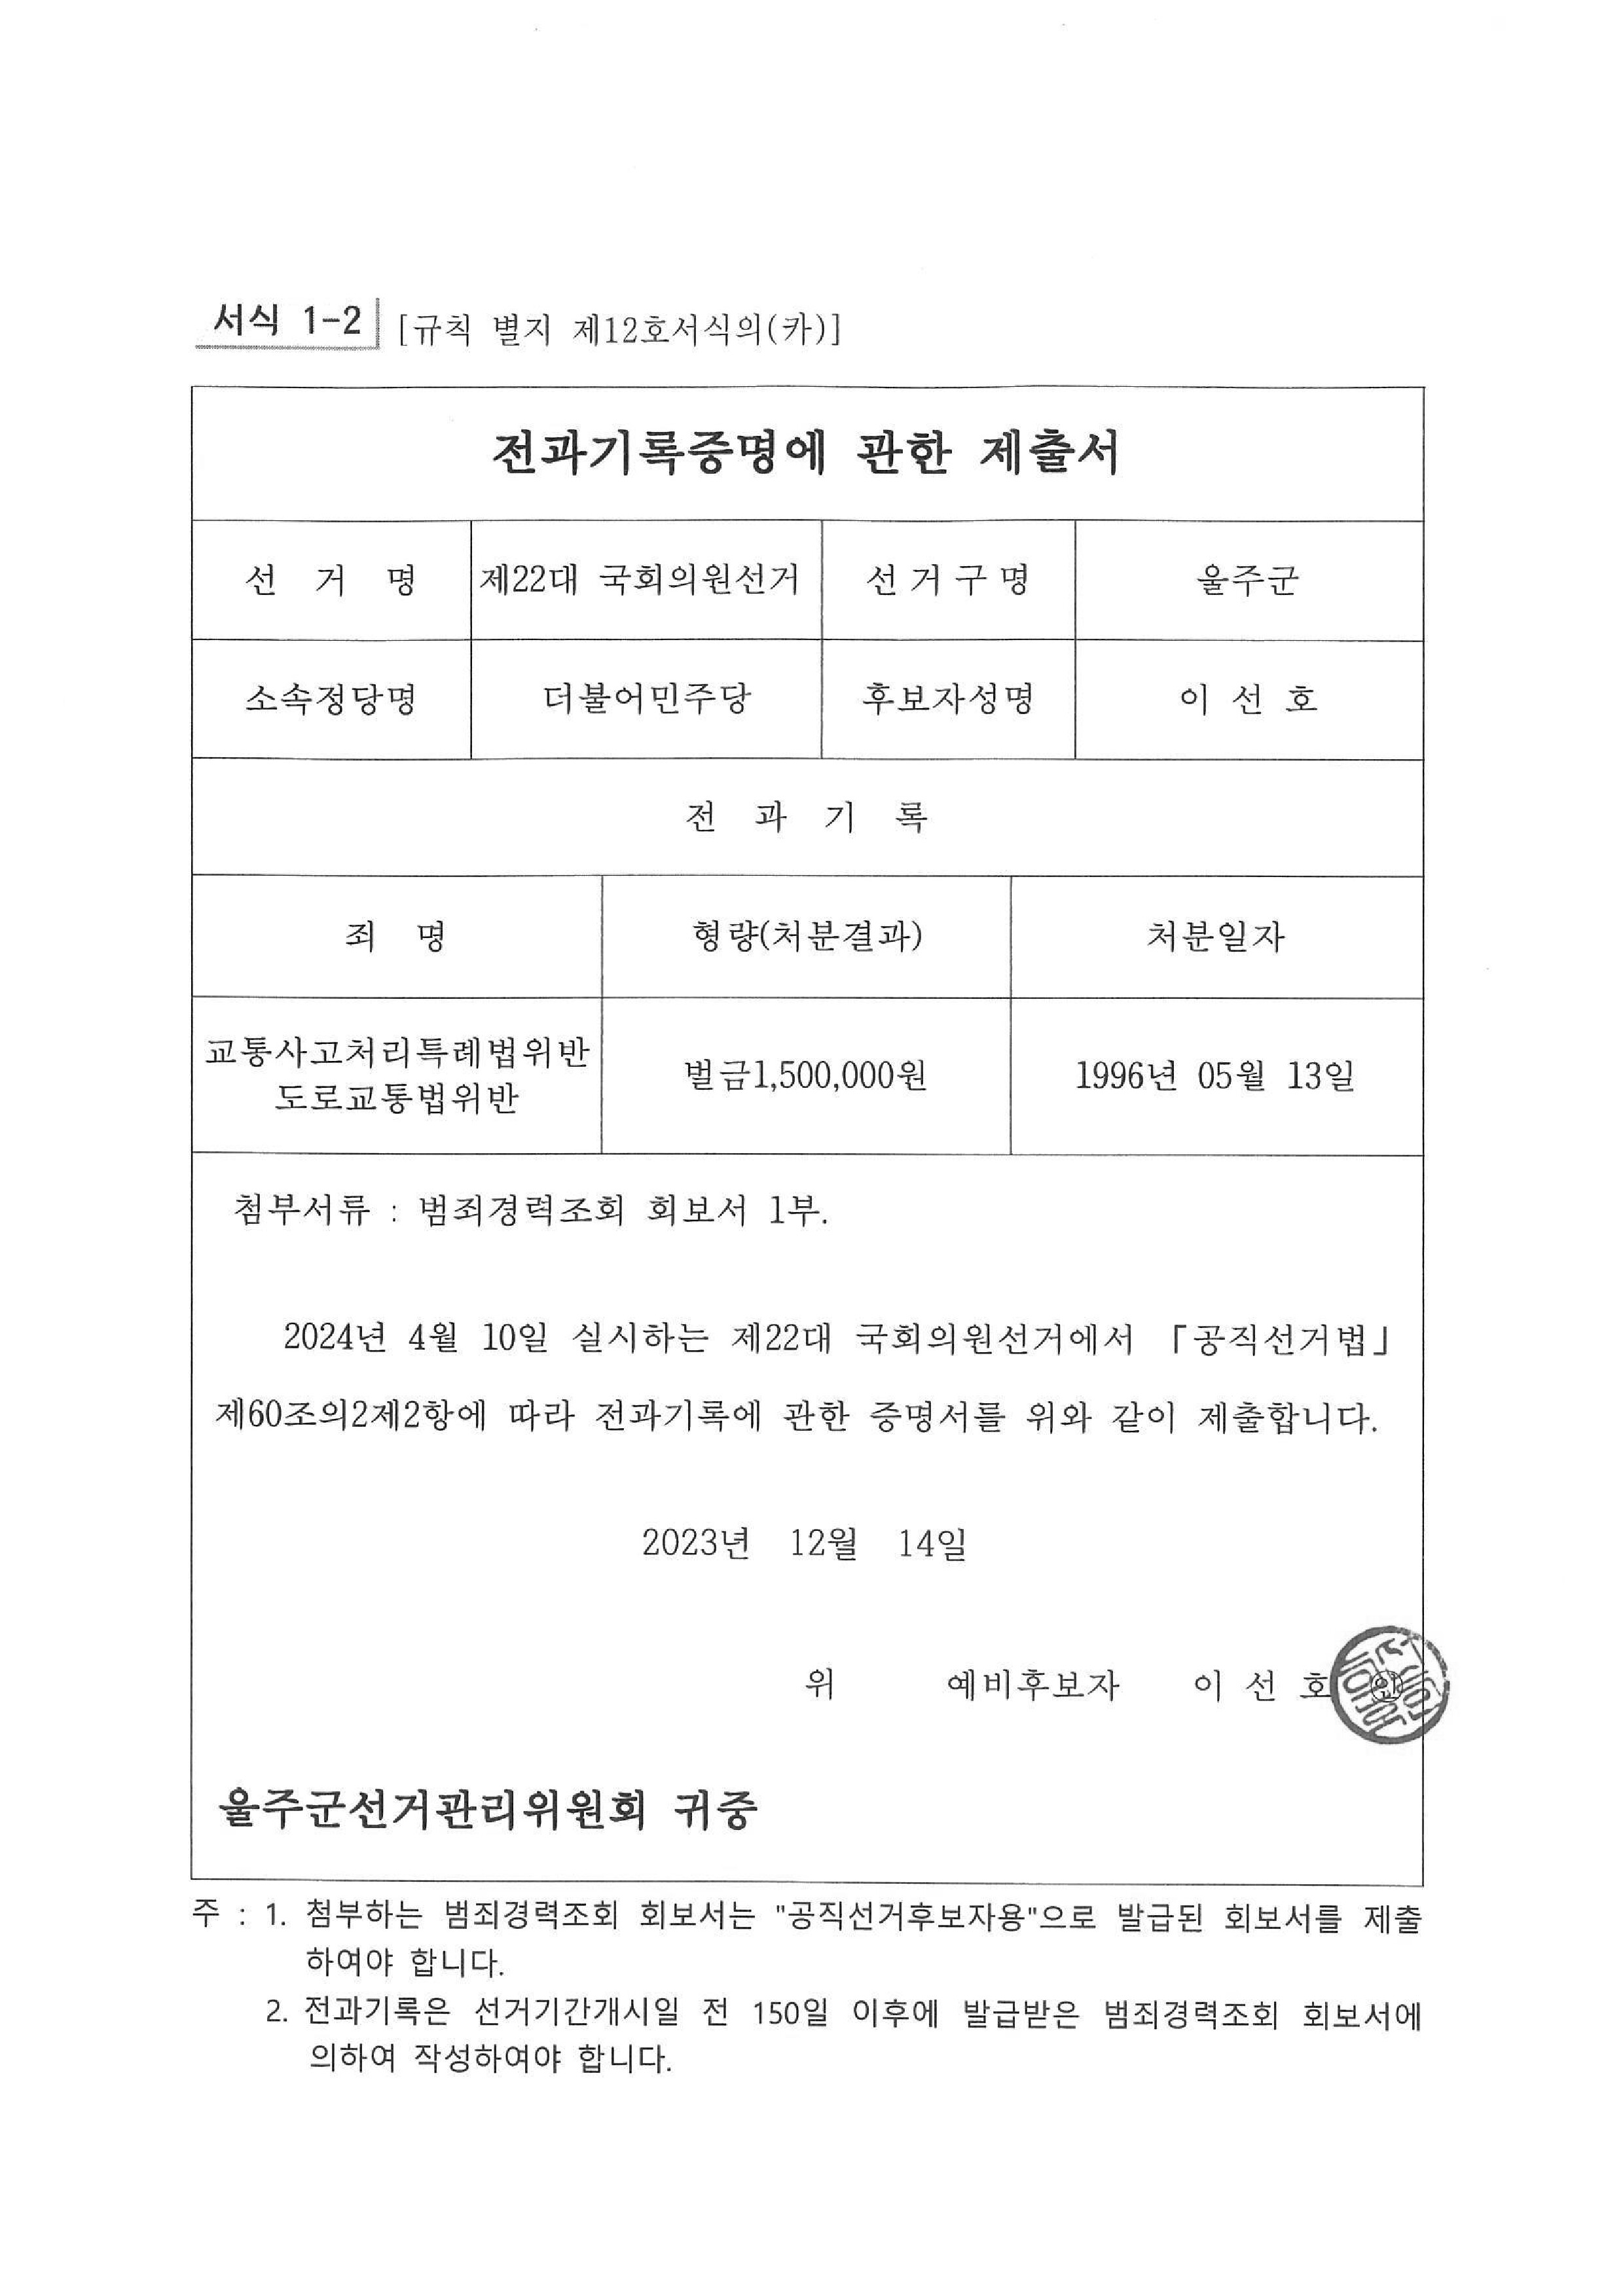 서식 1-2 [규칙 별지 제12호서식의(카)]
전과기록증명에 관한 제출서
선 거 명 제22대 국회의원선거 선거구명 울주군
소속정당명 더불어민주당 후보자성명 이 선 호
전 과 기 록
죄 명 형량(처분결과) 처분일자
교통사고처리특례법위반
도로교통법위반
벌금1,500,000원 1996년 05월 13일
첨부서류 : 범죄경력조회 회보서 1부.
2024년 4월 10일 실시하는 제22대 국회의원선거에서 「공직선거법」
제60조의2제2항에 따라 전과기록에 관한 증명서를 위와 같이 제출합니다.
2023년 12월 14일
위 예비후보자 이 선 호 ㊞
울주군선거관리위원회 귀중
주 : 1. 첨부하는 범죄경력조회 회보서는 "공직선거후보자용"으로 발급된 회보서를 제출
하여야 합니다.
2. 전과기록은 선거기간개시일 전 150일 이후에 발급받은 범죄경력조회 회보서에
의하여 작성하여야 합니다.